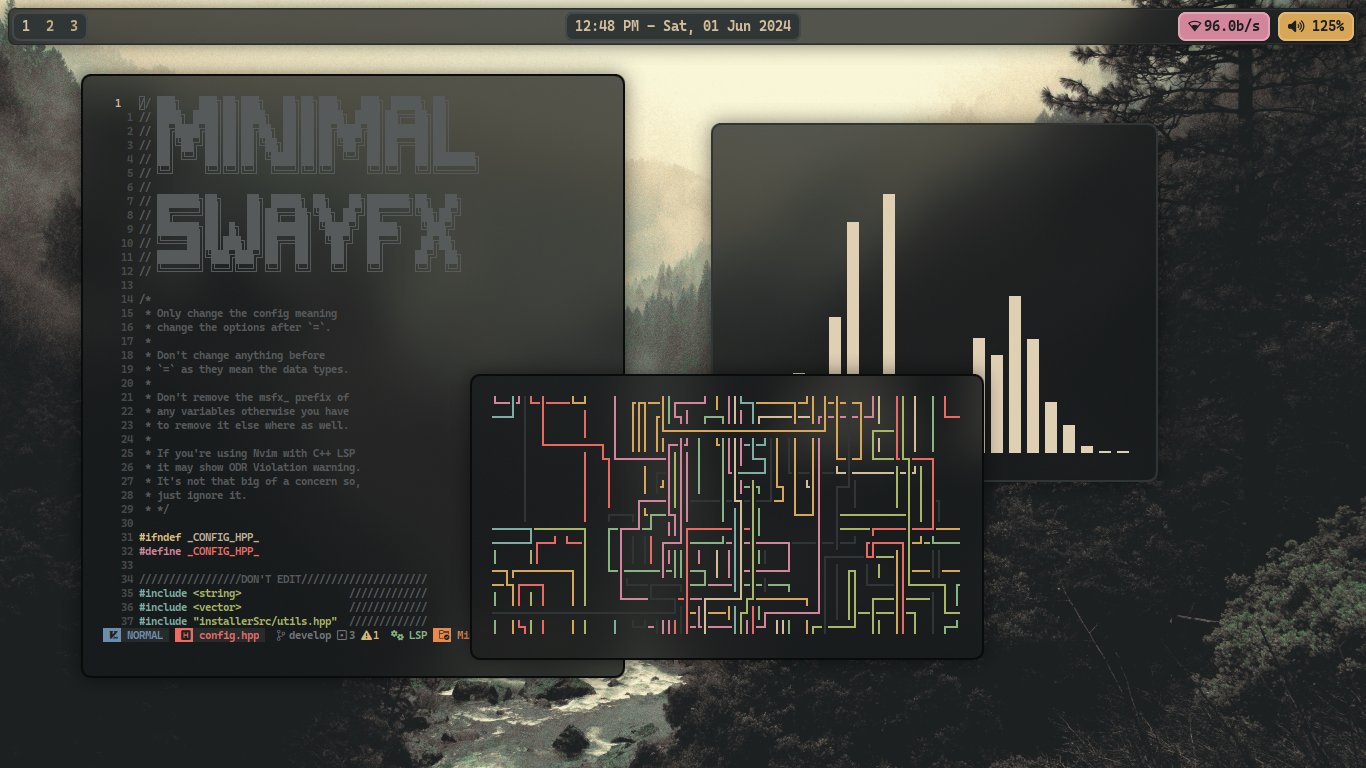 1 2 3
12:48 PM – Sat, 01 Jun 2024
96.0b/s
125%
1 //
1 // MINIMAL
2 //
3 //
4 //
5 //
6 //
7 // SWAYFX
8 //
9 //
10 //
11 //
12 //
13
14 /*
15 * Only change the config meaning
16 * change the options after `=`.
17 *
18 * Don't change anything before
19 * `=` as they mean the data types.
20 *
21 * Don't remove the msfx_ prefix of
22 * any variables otherwise you have
23 * to remove it else where as well.
24 *
25 * If you're using Nvim with C++ LSP
26 * it may show ODR Violation warning.
27 * It's not that big of a concern so,
28 * just ignore it.
29 * */
30
31 #ifndef _CONFIG_HPP_
32 #define _CONFIG_HPP_
33
34 /////////////////DON'T EDIT/////////////////////
35 #include <string> /////////////
36 #include <vector> /////////////
37 #include "installerSrc/utils.hpp" /////////////
NORMAL config.hpp develop 3 1 LSP Mi